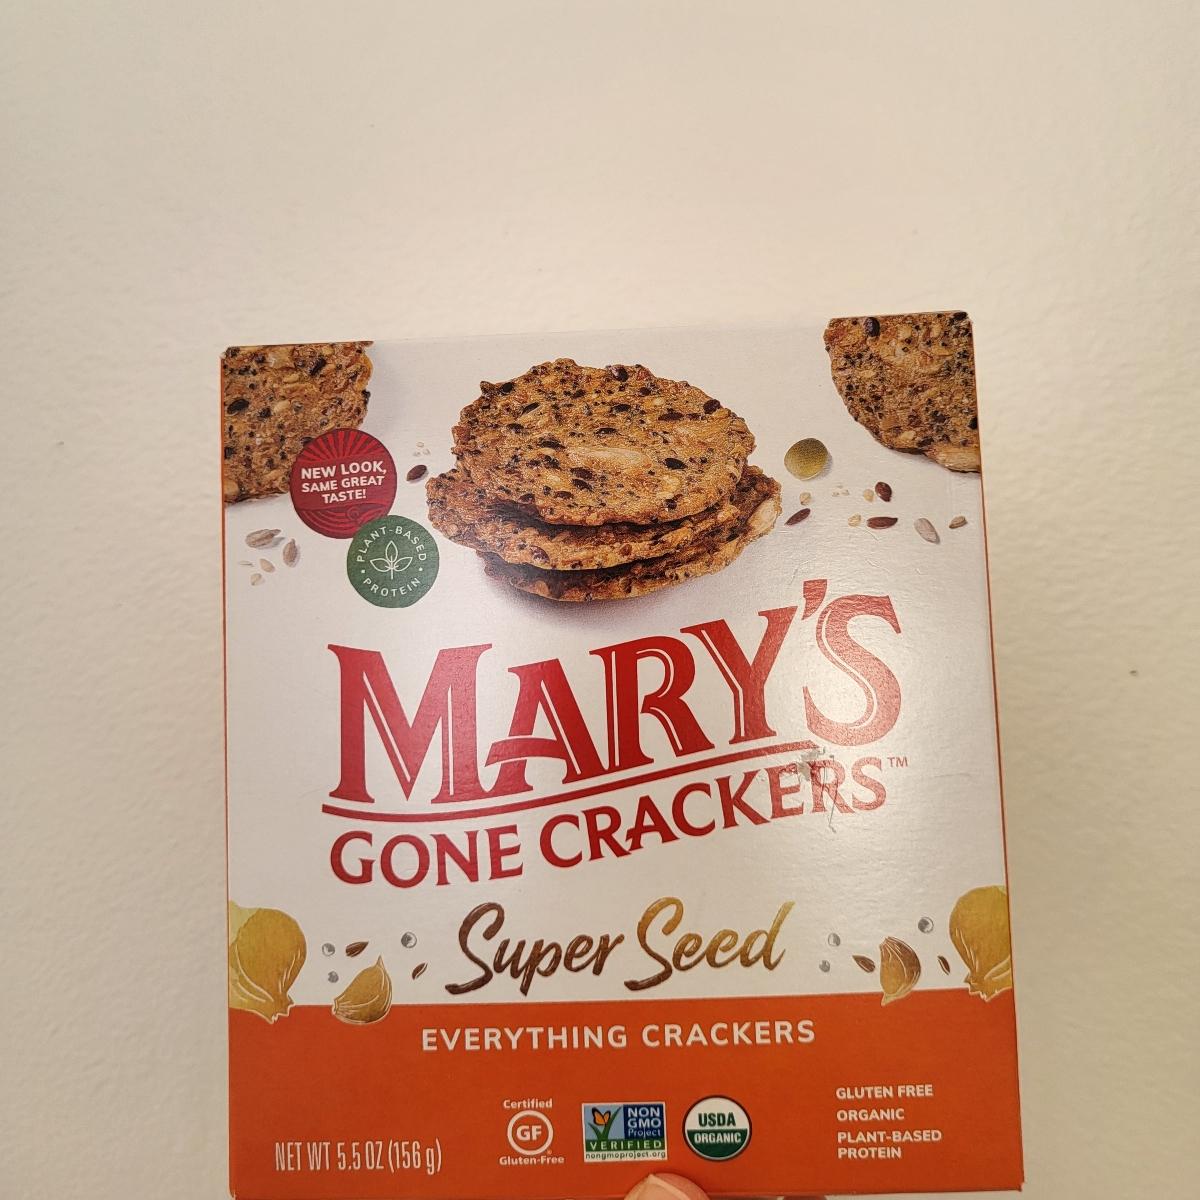 NEW LOOK,
SAME GREAT
TASTE!
PLANT-BASED
PROTEIN
MARY'S
GONE CRACKERS™
Super Seed
EVERYTHING CRACKERS
NET WT 5.5 OZ (156 g)
Certified
GF
Gluten-Free
NON
GMO
Project
VERIFIED
nongmoproject.org
USDA
ORGANIC
GLUTEN FREE
ORGANIC
PLANT-BASED
PROTEIN